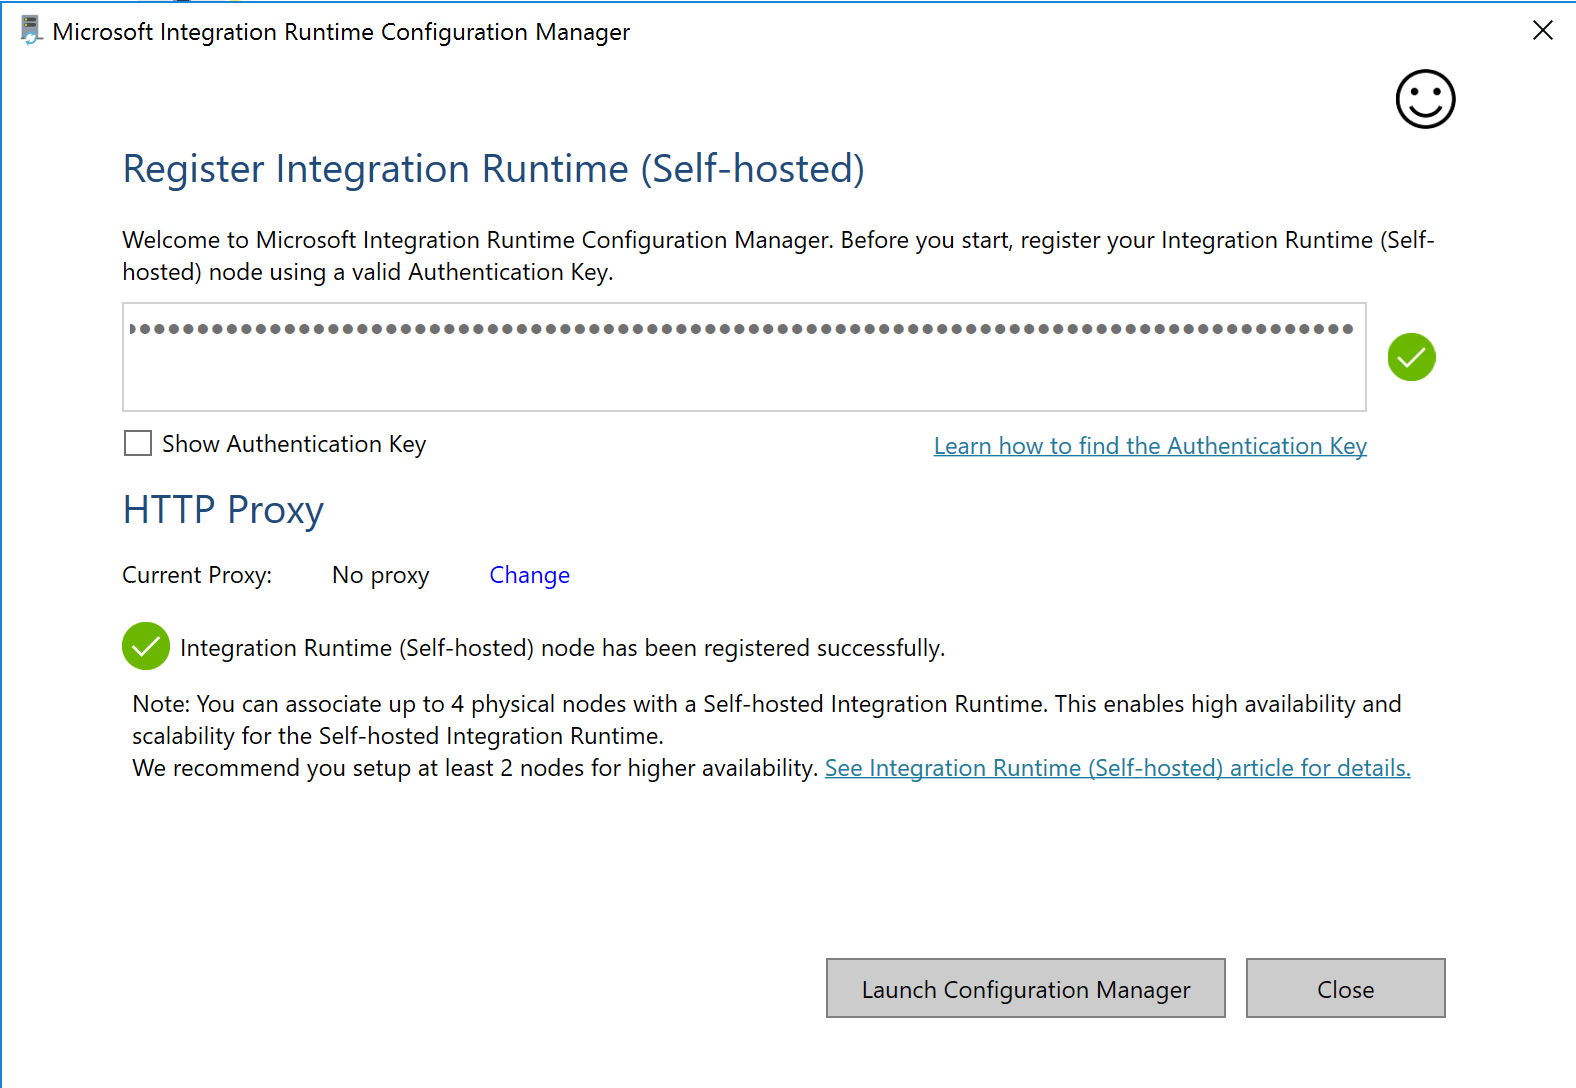 Microsoft Integration Runtime Configuration Manager
Register Integration Runtime (Self-hosted)
Welcome to Microsoft Integration Runtime Configuration Manager. Before you start, register your Integration Runtime (Self-
hosted) node using a valid Authentication Key.
Show Authentication Key
Learn how to find the Authentication Key
HTTP Proxy
Current Proxy: No proxy Change
Integration Runtime (Self-hosted) node has been registered successfully.
Note: You can associate up to 4 physical nodes with a Self-hosted Integration Runtime. This enables high availability and
scalability for the Self-hosted Integration Runtime.
We recommend you setup at least 2 nodes for higher availability. See Integration Runtime (Self-hosted) article for details.
Launch Configuration Manager
Close